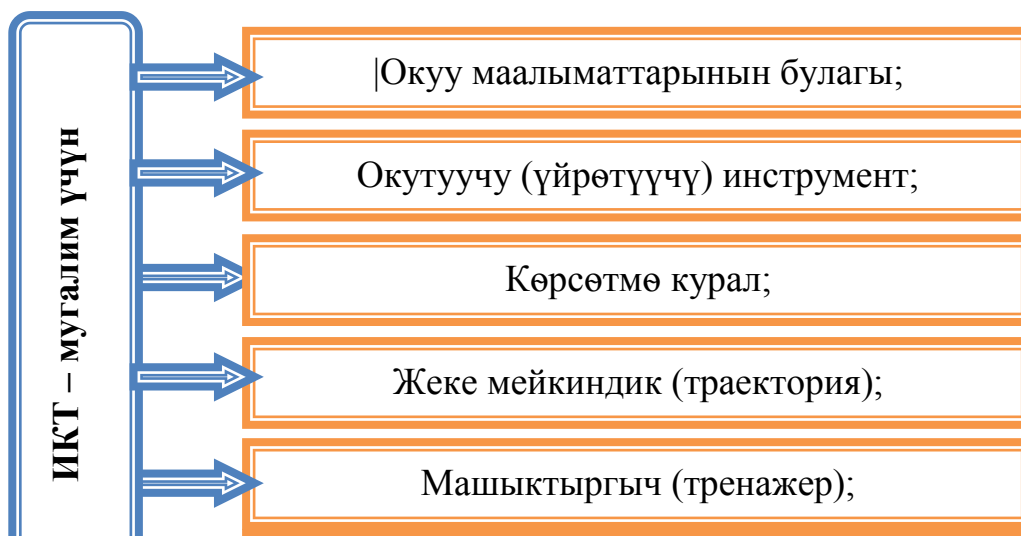 ИКТ – мугалим үчүн
|Окуу маалыматтарынын булагы;
Окутуучу (үйрөтүүчү) инструмент;
Көрсөтмө курал;
Жеке мейкиндик (траектория);
Машыктыргыч (тренажер);